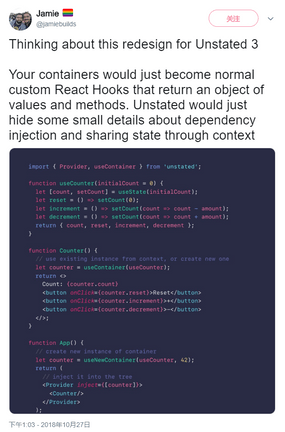 Jamie
@jamiebuilds
关注
Thinking about this redesign for Unstated 3
Your containers would just become normal
custom React Hooks that return an object of
values and methods. Unstated would just
hide some small details about dependency
injection and sharing state through context
import { Provider, useContainer } from 'unstated';
function useCounter(initialCount = 0) {
let [count, setCount] = useState(initialCount);
let reset = () => setCount(0);
let increment = () => setCount(count => count - amount);
let decrement = () => setCount(count => count + amount);
return { count, reset, increment, decrement };
}
function Counter() {
// use existing instance from context, or create new one
let counter = useContainer(useCounter);
return <>
Count: {counter.count}
<button onClick={counter.reset}>Reset</button>
<button onClick={counter.increment}>+</button>
<button onClick={counter.decrement}>-</button>
</>;
}
function App() {
// create new instance of container
let counter = useNewContainer(useCounter, 42);
return (
// inject it into the tree
<Provider inject={[counter]}>
<Counter/>
</Provider>
);
下午1:03 - 2018年10月27日